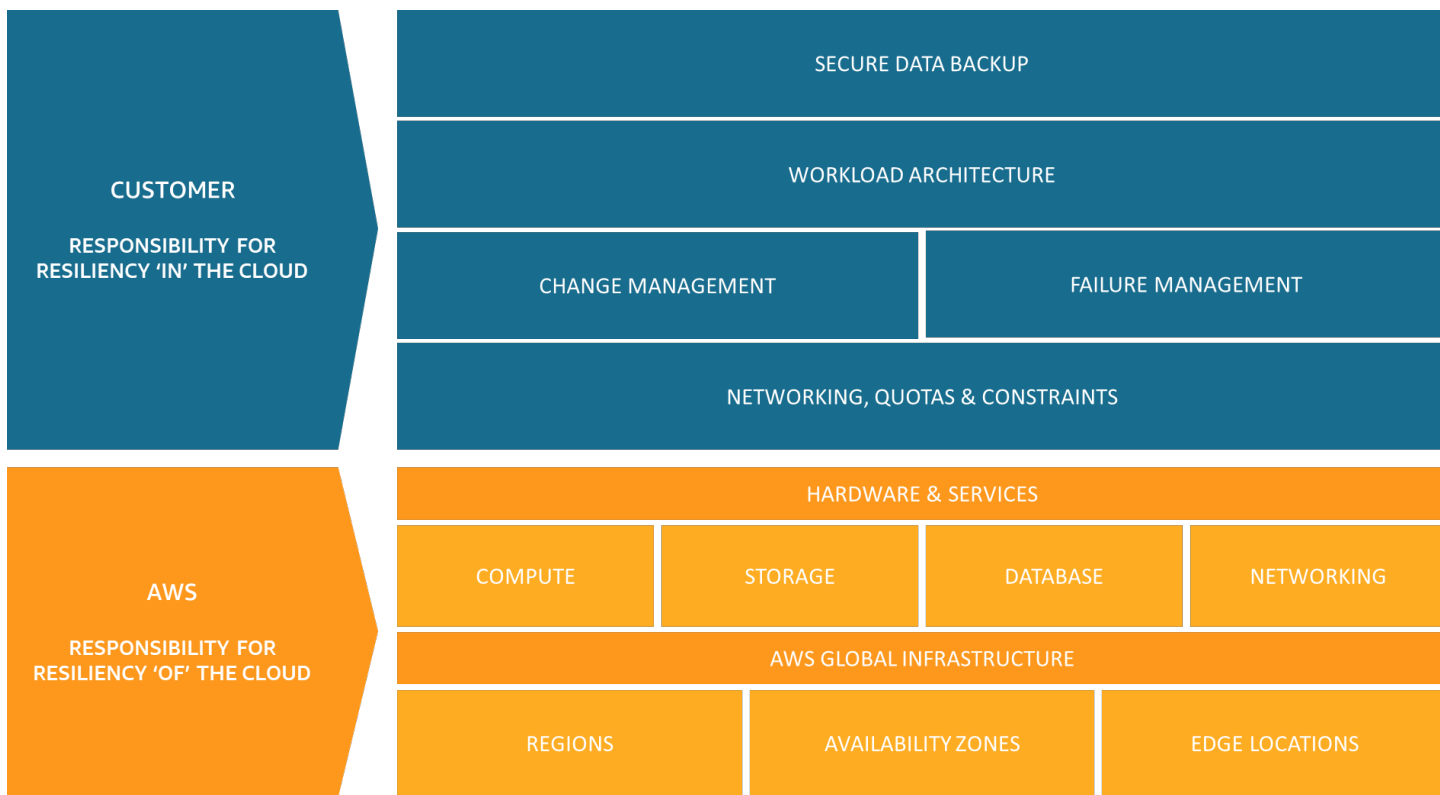 CUSTOMER
RESPONSIBILITY FOR
RESILIENCY ‘IN’ THE CLOUD
SECURE DATA BACKUP
WORKLOAD ARCHITECTURE
CHANGE MANAGEMENT
FAILURE MANAGEMENT
NETWORKING, QUOTAS & CONSTRAINTS
AWS
RESPONSIBILITY FOR
RESILIENCY ‘OF’ THE CLOUD
HARDWARE & SERVICES
COMPUTE
STORAGE
DATABASE
NETWORKING
AWS GLOBAL INFRASTRUCTURE
REGIONS
AVAILABILITY ZONES
EDGE LOCATIONS